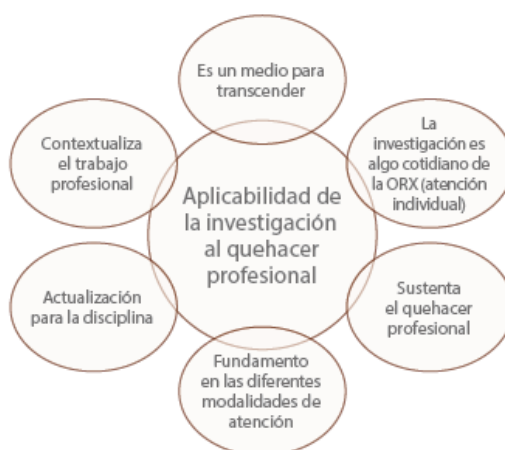 Es un medio para
transcender
La
investigación es
algo cotidiano de
la ORX (atención
individual)
Sustenta
el quehacer
profesional
Fundamento
en las diferentes
modalidades de
atención
Actualización
para la disciplina
Contextualiza
el trabajo
profesional
Aplicabilidad de
la investigación
al quehacer
profesional